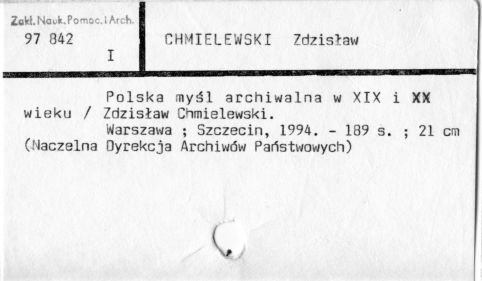 Zakł. Nauk. Pomoc. i Arch.
97 842
I
CHMIELEWSKI Zdzisław
Polska myśl archiwalna w XIX i XX
wieku / Zdzisław Chmielewski.
Warszawa ; Szczecin, 1994. - 189 s. ; 21 cm
(Naczelna Dyrekcja Archiwów Państwowych)